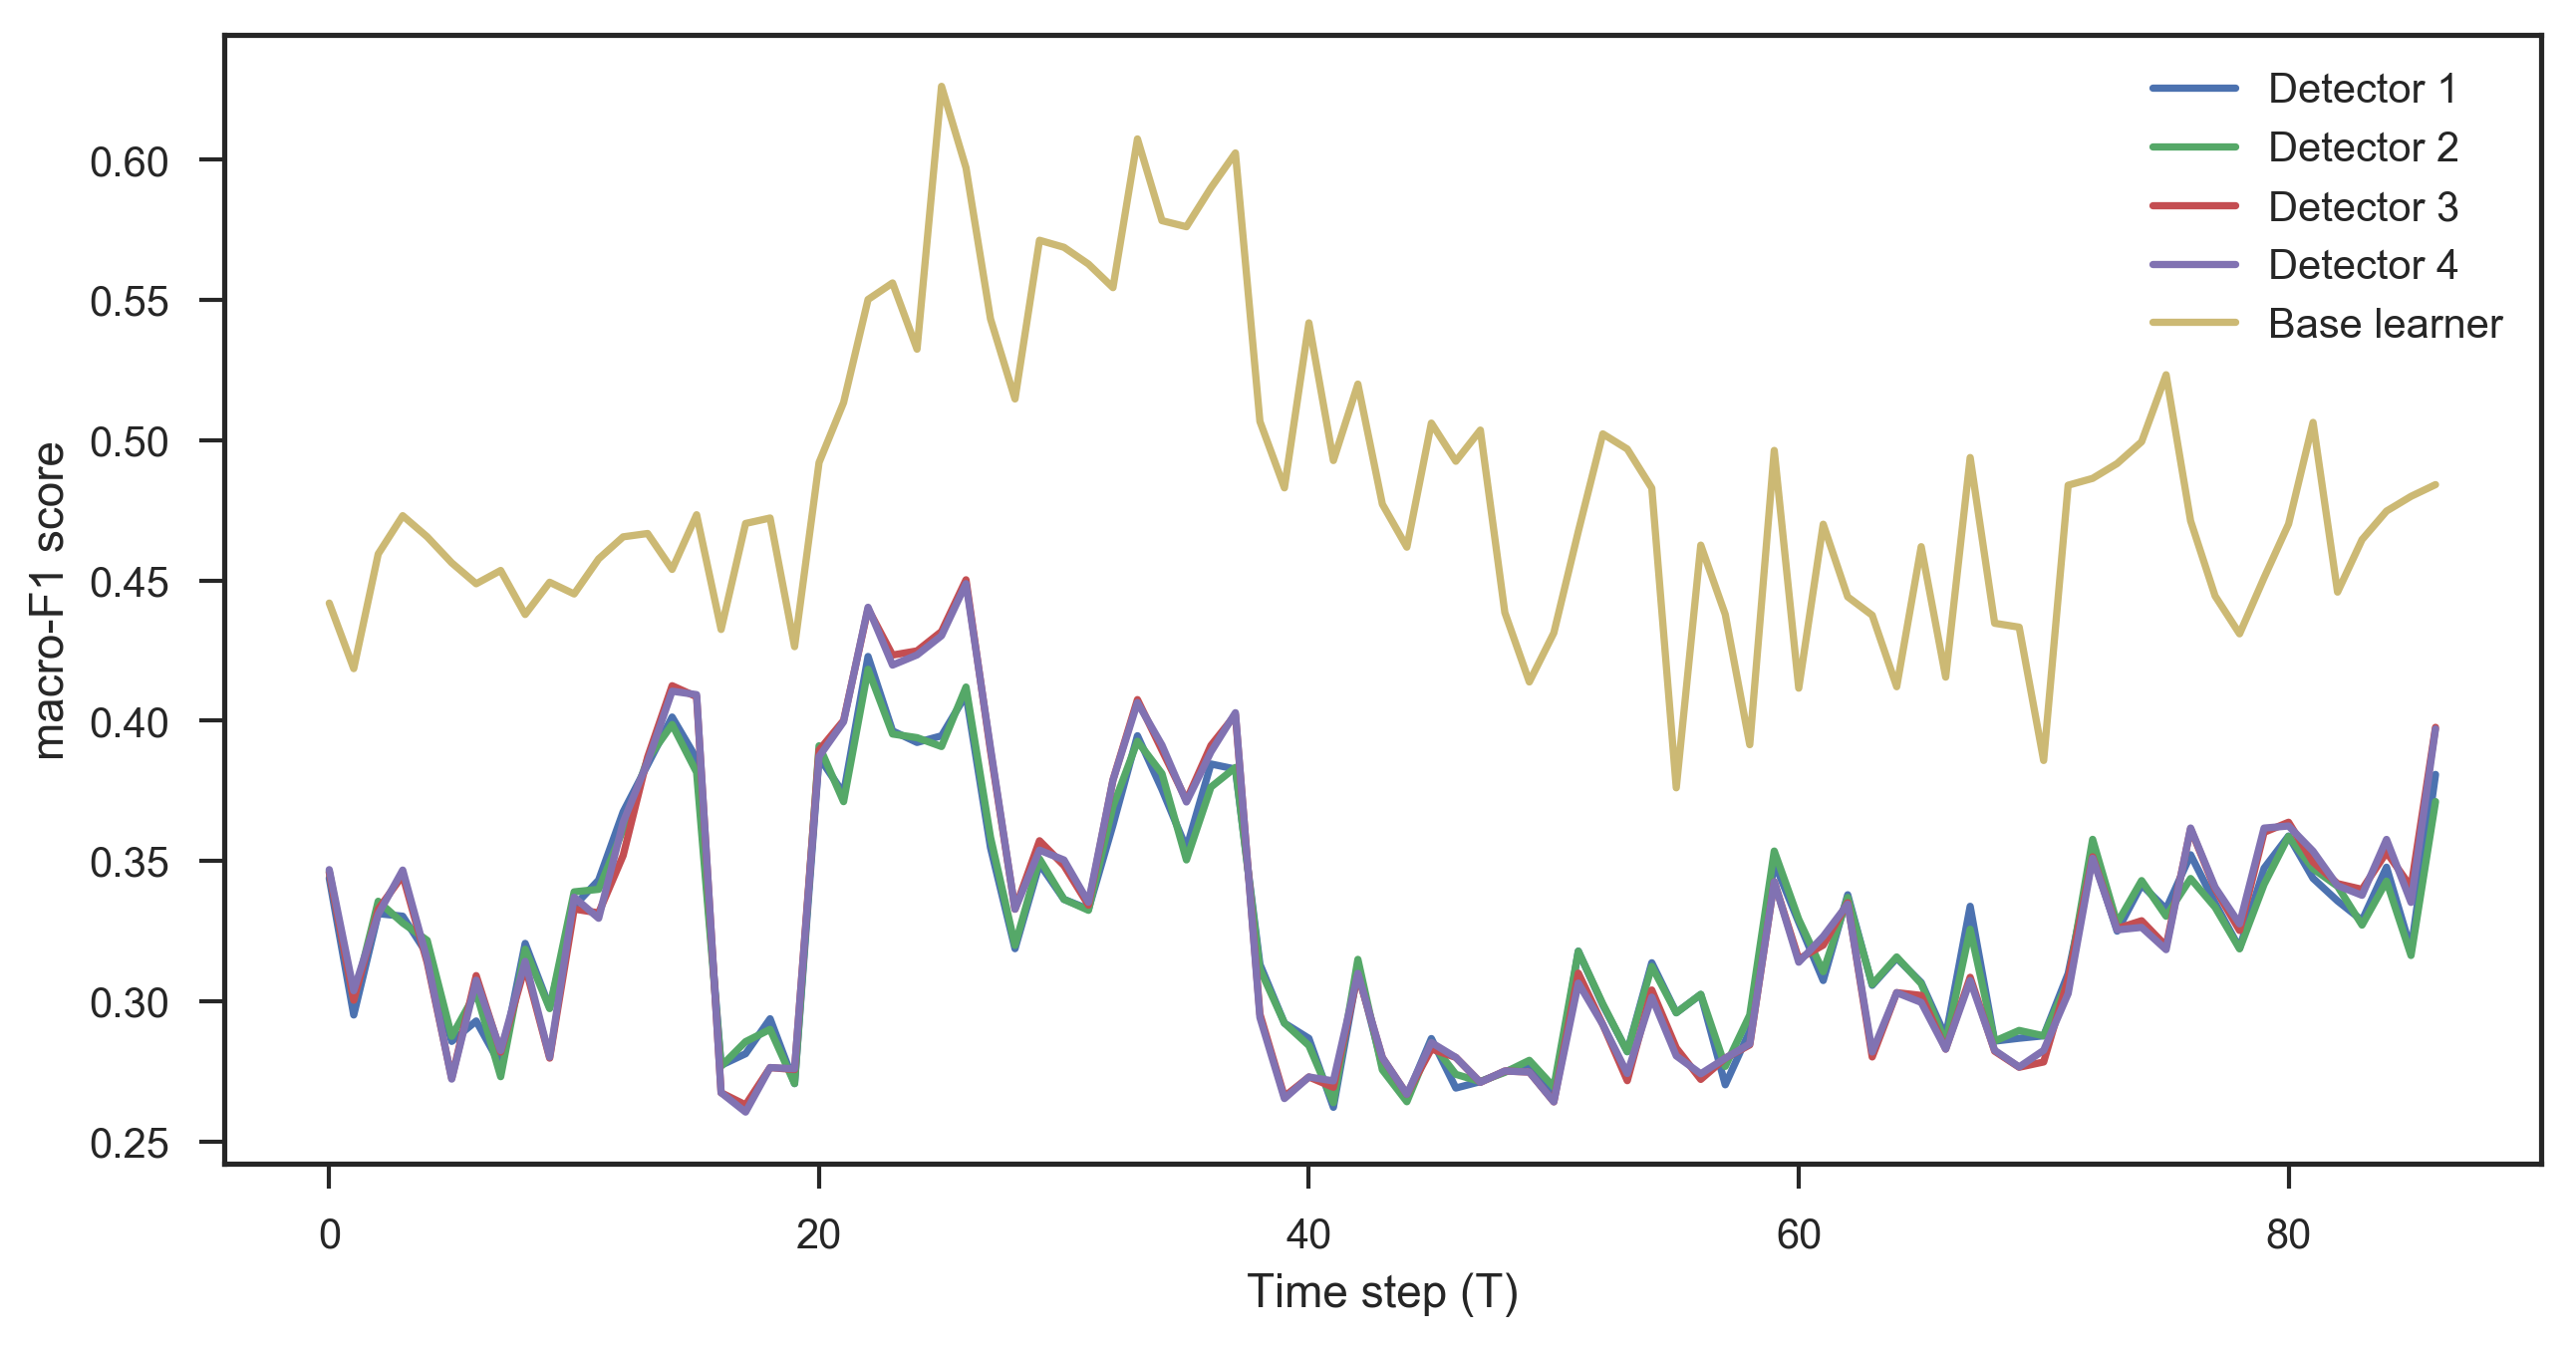 Detector 1
Detector 2
Detector 3
Detector 4
Base learner
macro-F1 score
0.60
0.55
0.50
0.45
0.40
0.35
0.30
0.25
0 20 40 60 80
Time step (T)